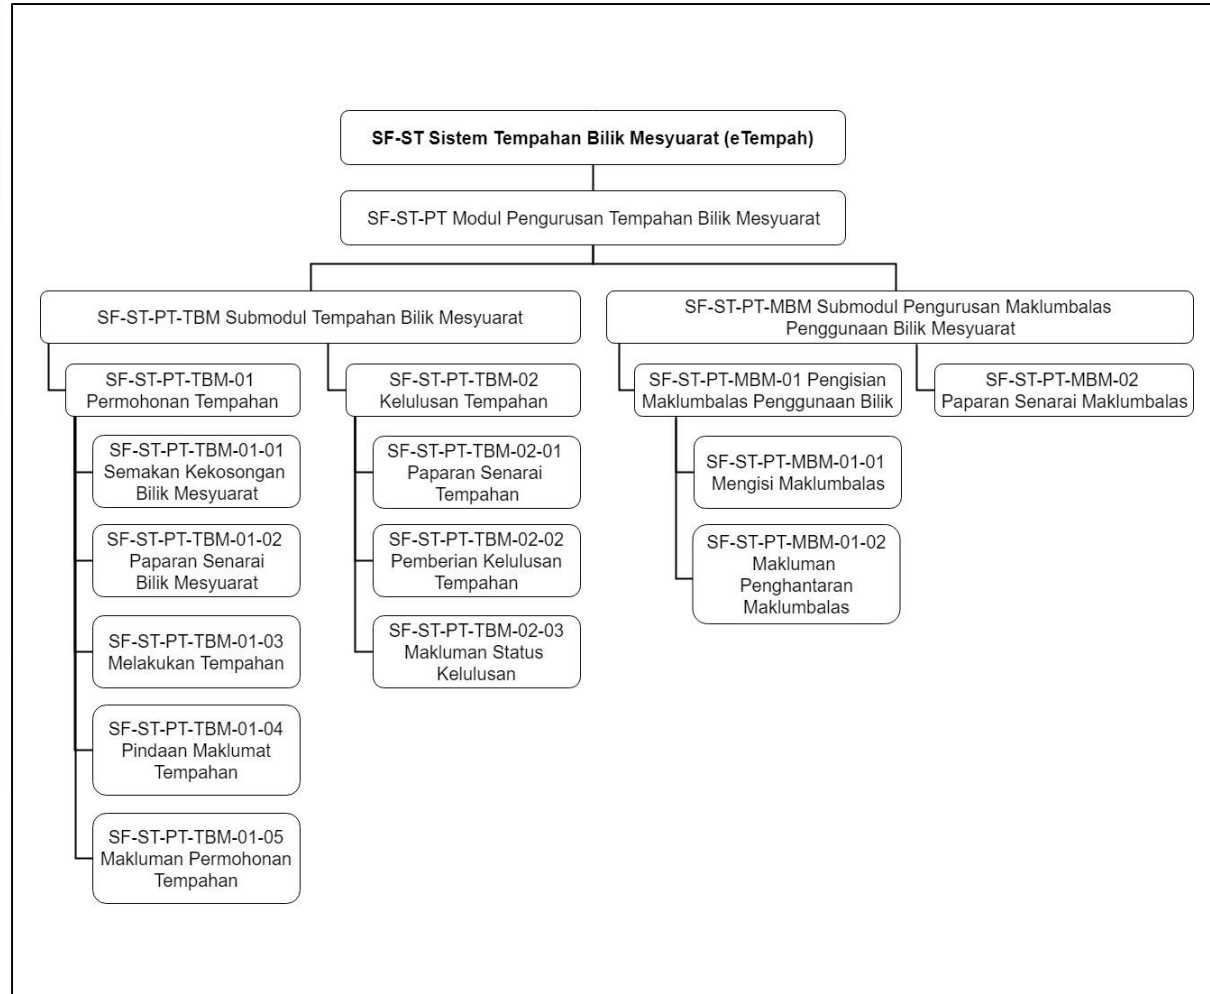 SF-ST Sistem Tempahan Bilik Mesyuarat (eTempah)
SF-ST-PT Modul Pengurusan Tempahan Bilik Mesyuarat
SF-ST-PT-TBM Submodul Tempahan Bilik Mesyuarat
SF-ST-PT-TBM-01
Permohonan Tempahan
SF-ST-PT-TBM-01-01
Semakan Kekosongan
Bilik Mesyuarat
SF-ST-PT-TBM-01-02
Paparan Senarai
Bilik Mesyuarat
SF-ST-PT-TBM-01-03
Melakukan Tempahan
SF-ST-PT-TBM-01-04
Pindaan Maklumat
Tempahan
SF-ST-PT-TBM-01-05
Makluman Permohonan
Tempahan
SF-ST-PT-TBM-02
Kelulusan Tempahan
SF-ST-PT-TBM-02-01
Paparan Senarai
Tempahan
SF-ST-PT-TBM-02-02
Pemberian Kelulusan
Tempahan
SF-ST-PT-TBM-02-03
Makluman Status
Kelulusan
SF-ST-PT-MBM Submodul Pengurusan Maklumbalas
Penggunaan Bilik Mesyuarat
SF-ST-PT-MBM-01 Pengisian
Maklumbalas Penggunaan Bilik
SF-ST-PT-MBM-01-01
Mengisi Maklumbalas
SF-ST-PT-MBM-01-02
Makluman
Penghantaran
Maklumbalas
SF-ST-PT-MBM-02
Paparan Senarai Maklumbalas